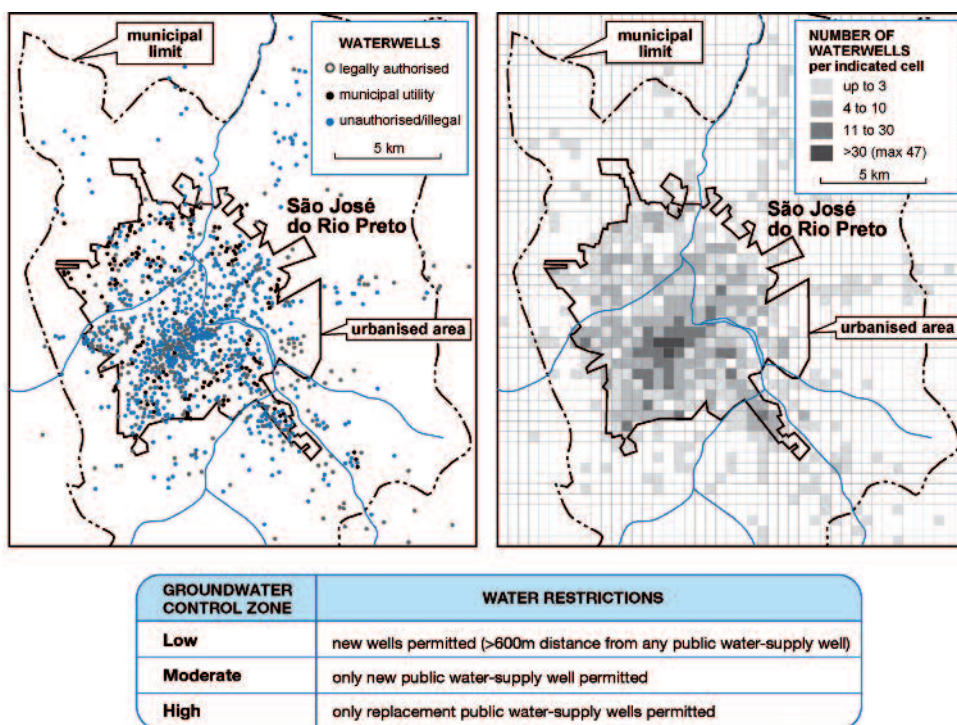 municipal
limit
WATERWELLS
legally authorised
municipal utility
unauthorised/illegal
5 km
São José
do Rio Preto
urbanised area
municipal
limit
NUMBER OF
WATERWELLS
per indicated cell
up to 3
4 to 10
11 to 30
>30 (max 47)
5 km
São José
do Rio Preto
urbanised area
GROUNDWATER
CONTROL ZONE
WATER RESTRICTIONS
Low
new wells permitted (>600m distance from any public water-supply well)
Moderate
only new public water-supply well permitted
High
only replacement public water-supply wells permitted